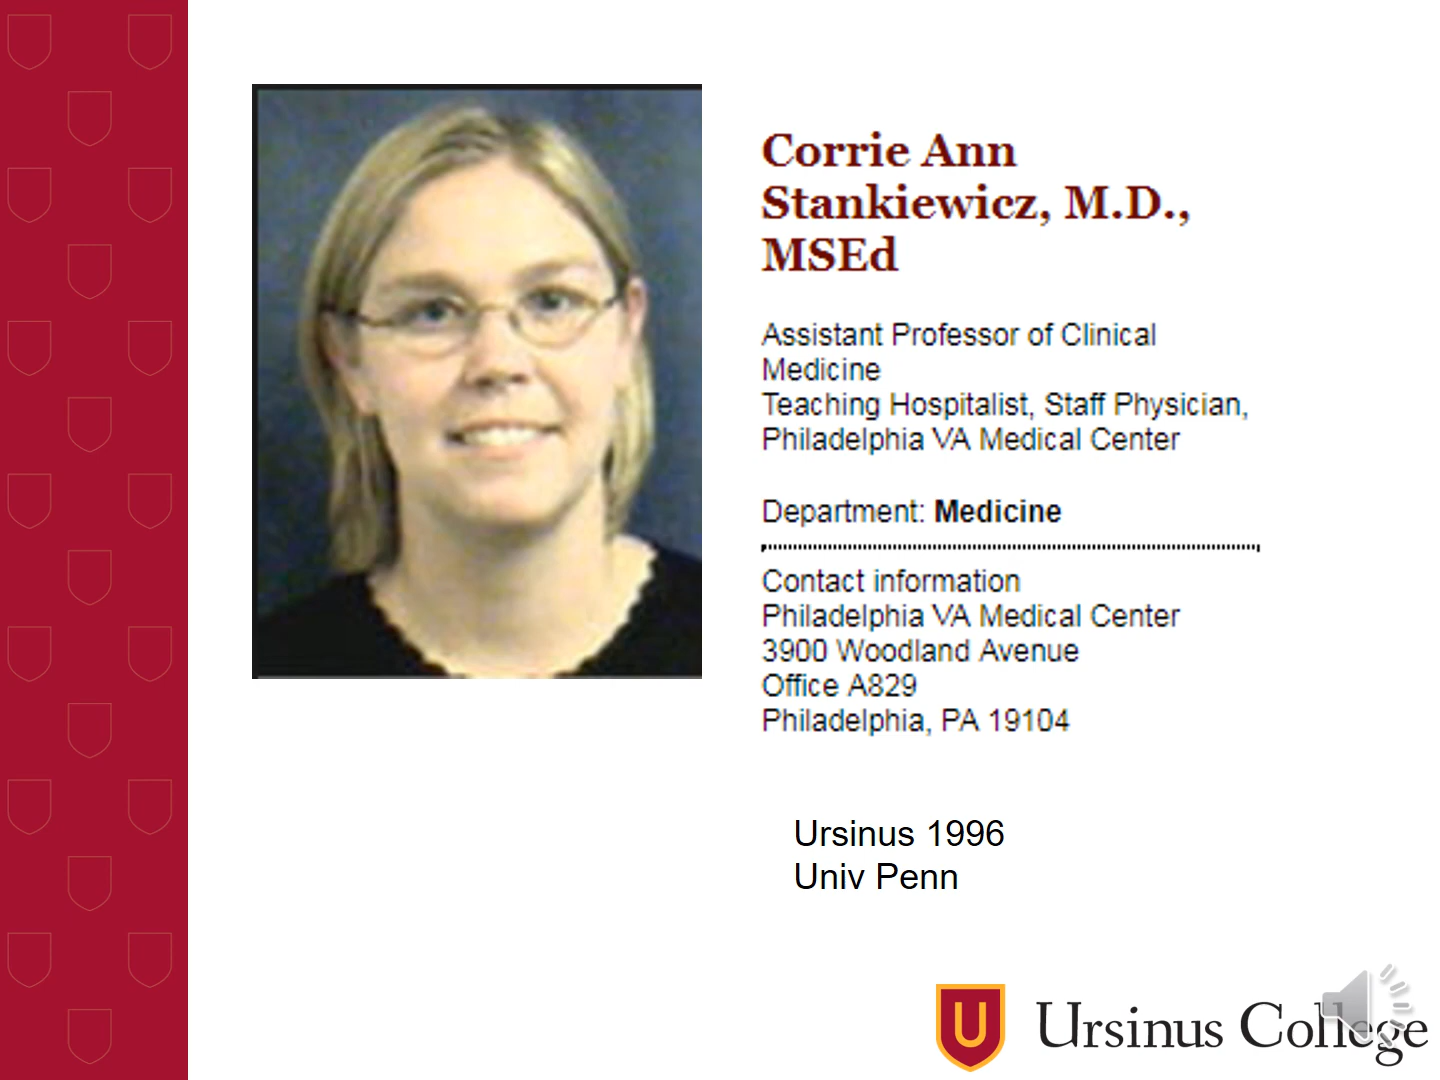 Corrie Ann
Stankiewicz, M.D.,
MSEd
Assistant Professor of Clinical
Medicine
Teaching Hospitalist, Staff Physician,
Philadelphia VA Medical Center
Department: Medicine
Contact information
Philadelphia VA Medical Center
3900 Woodland Avenue
Office A829
Philadelphia, PA 19104
Ursinus 1996
Univ Penn
U Ursinus College